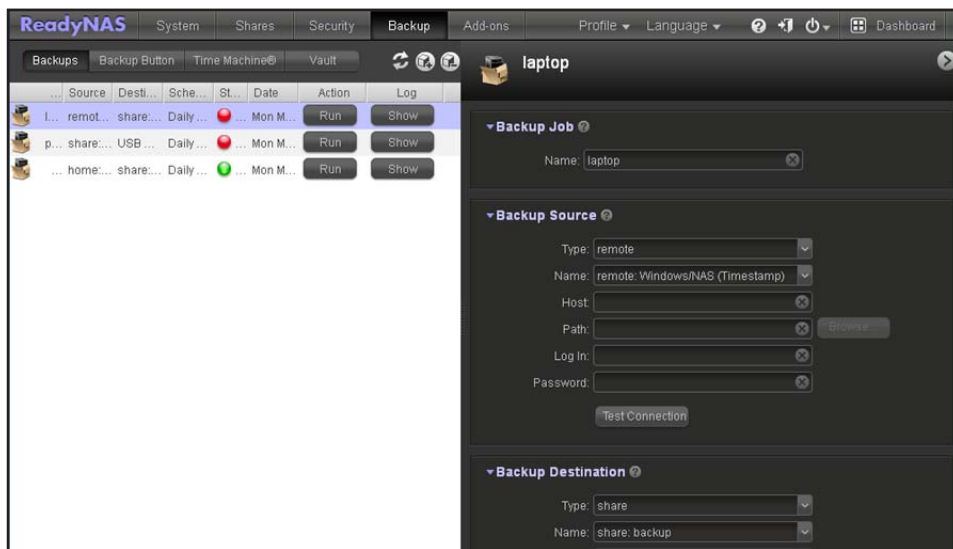 ReadyNAS System Shares Security Backup Add-ons Profile Language Dashboard
Backups Backup Button Time Machine® Vault
laptop
... Source Desti... Sche... St... Date Action Log
l... remot... share:... Daily ... ... Mon M... Run Show
p... share:... USB ... Daily ... ... Mon M... Run Show
... home:... share:... Daily ... ... Mon M... Run Show
Backup Job
Name: laptop
Backup Source
Type: remote
Name: remote: Windows/NAS (Timestamp)
Host:
Path: Browse...
Log In:
Password:
Test Connection
Backup Destination
Type: share
Name: share: backup